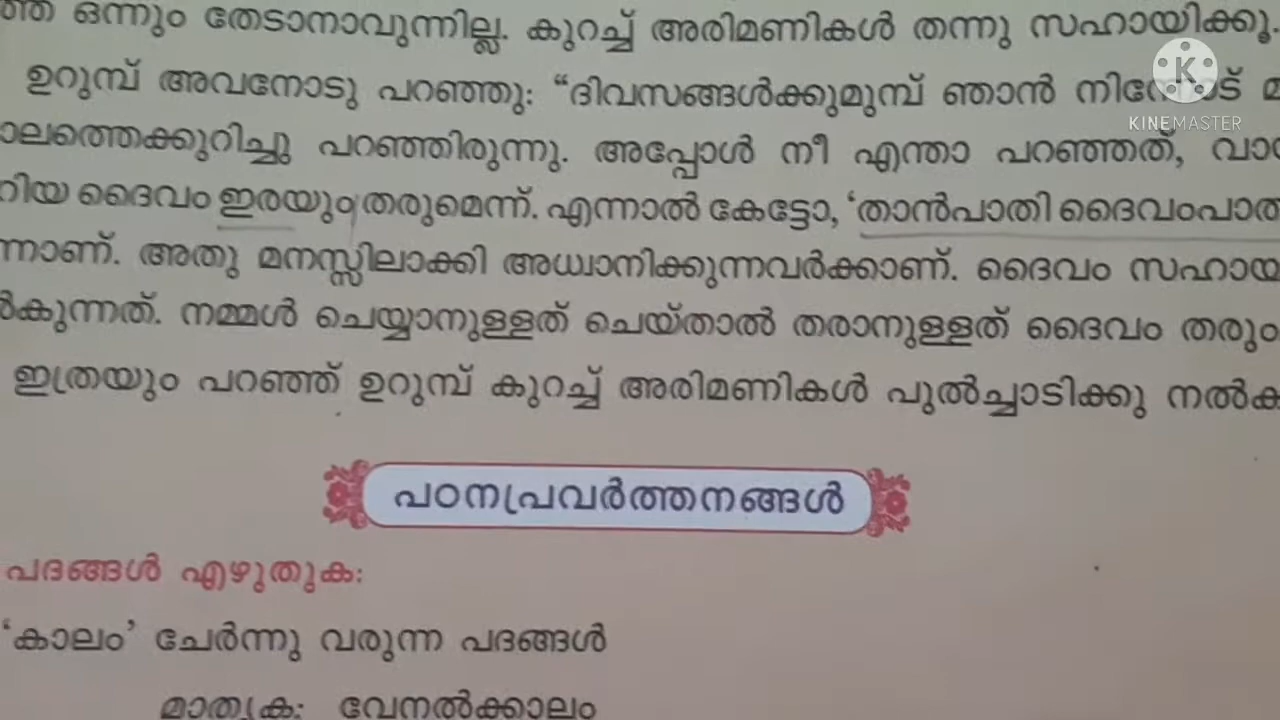 ഒന്നും തേടാനാവുന്നില്ല. കുറച്ച് അരിമണികൾ തന്നു സഹായിക്കൂ.
ഉറുമ്പ് അവനോടു പറഞ്ഞു: “ദിവസങ്ങൾക്കുമുമ്പ് ഞാൻ
ാലത്തെക്കുറിച്ചു പറഞ്ഞിരുന്നു. അപ്പോൾ നീ എന്താ പറഞ്ഞത്,
റിയ ദൈവം ഇരയും തരുമെന്ന്. എന്നാൽ കേട്ടോ, ‘താൻപാതി ദൈവംപാത
ന്നാണ്. അതു മനസ്സിലാക്കി അധ്വാനിക്കുന്നവർക്കാണ്. ദൈവം സഹായ
ൽകുന്നത്. നമ്മൾ ചെയ്യാനുള്ളത് ചെയ്താൽ തരാനുള്ളത് ദൈവം തരും
ഇത്രയും പറഞ്ഞ് ഉറുമ്പ് കുറച്ച് അരിമണികൾ പുൽച്ചാടിക്കു നൽക
പഠനപ്രവർത്തനങ്ങൾ
പദങ്ങൾ എഴുതുക:
‘കാലം’ ചേർന്നു വരുന്ന പദങ്ങൾ
മാതൃക: വേനൽക്കാലം
K
KINEMASTER